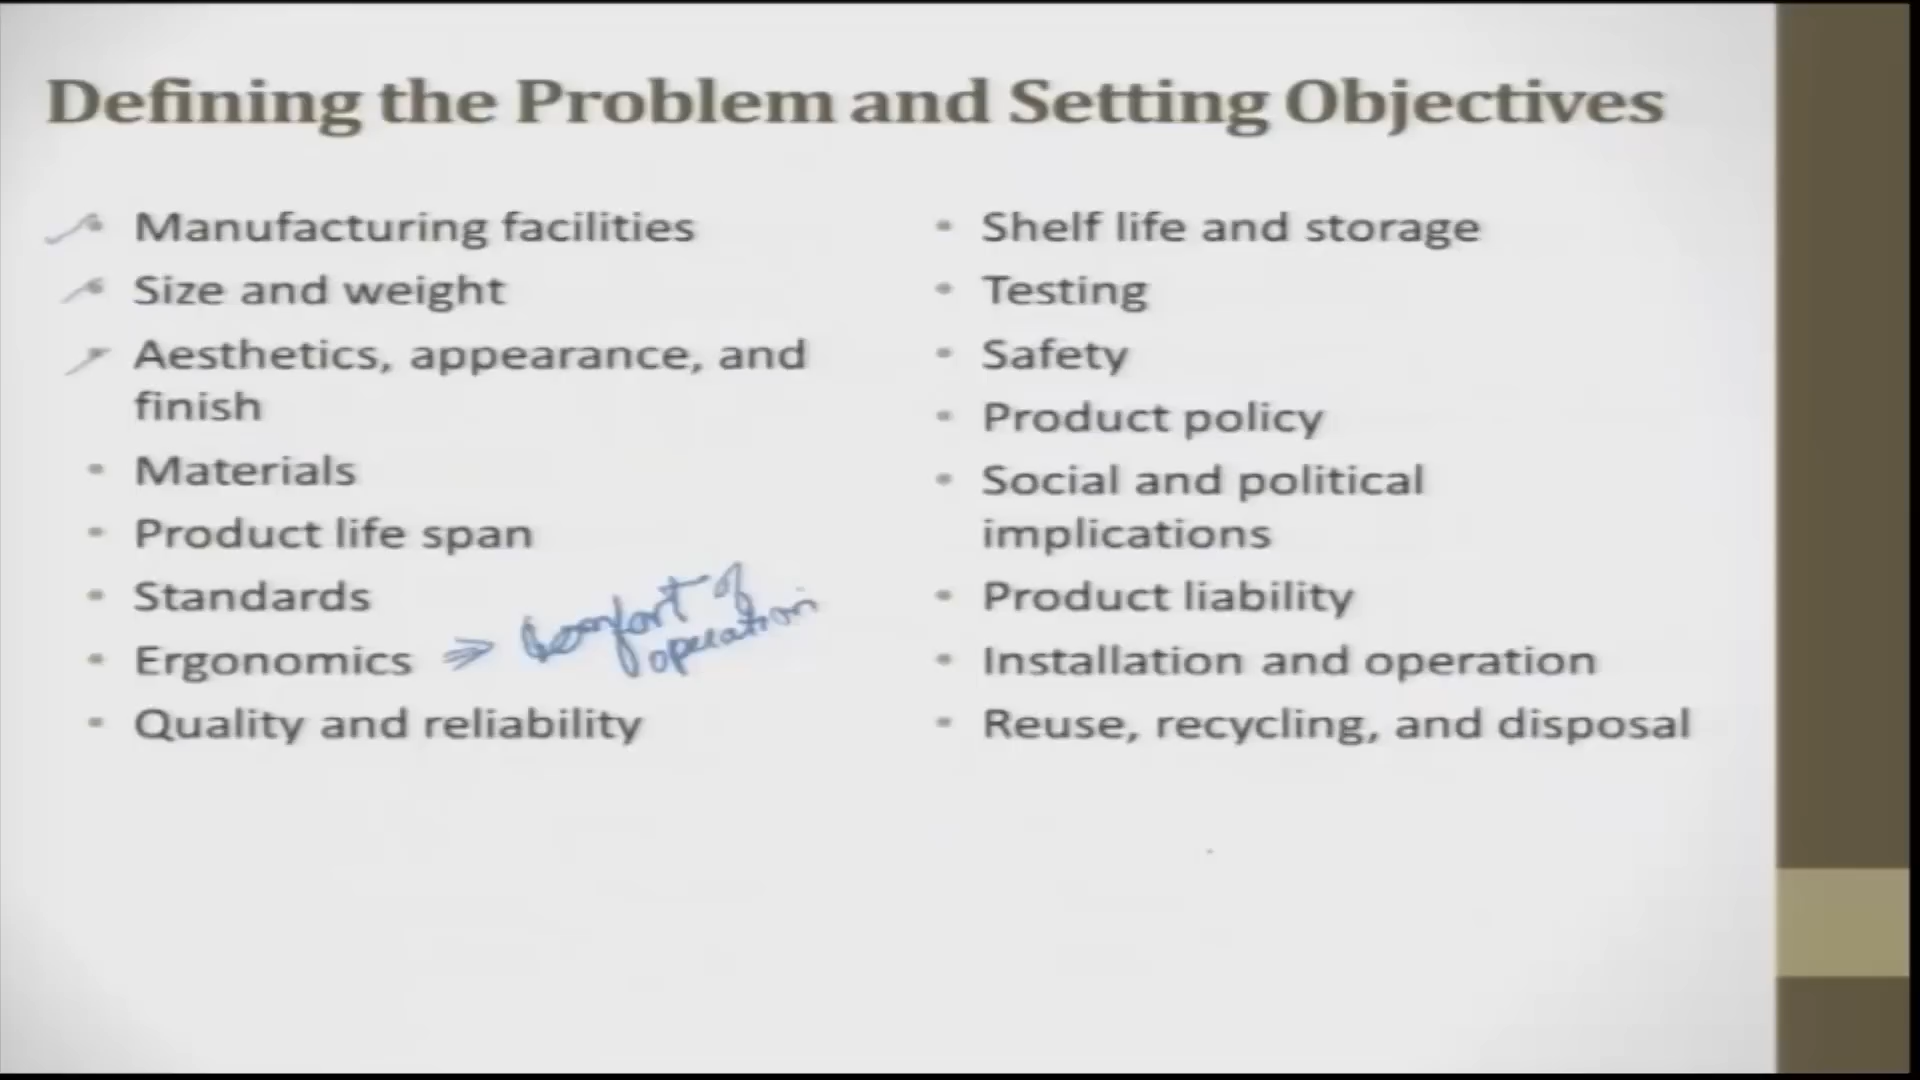 Defining the Problem and Setting Objectives
Manufacturing facilities
Size and weight
Aesthetics, appearance, and
finish
Materials
Product life span
Standards
Ergonomics ⇒ Comfort of
operation
Quality and reliability
Shelf life and storage
Testing
Safety
Product policy
Social and political
implications
Product liability
Installation and operation
Reuse, recycling, and disposal